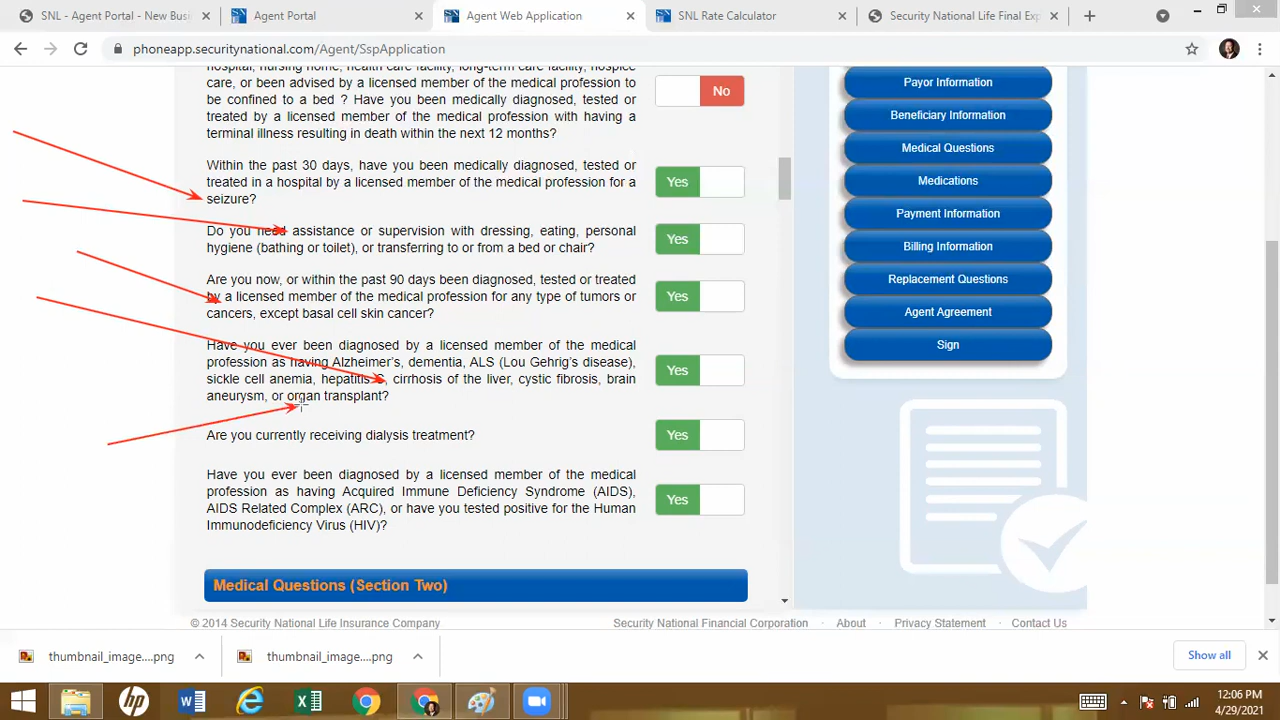 SNL - Agent Portal - New Busi
Agent Portal
Agent Web Application
SNL Rate Calculator
Security National Life Final Exp
phoneapp.securitynational.com/Agent/SspApplication
hospital, nursing home, health care facility, long-term care facility, hospice
care, or been advised by a licensed member of the medical profession to
be confined to a bed ? Have you been medically diagnosed, tested or
treated by a licensed member of the medical profession with having a
terminal illness resulting in death within the next 12 months?
No
Within the past 30 days, have you been medically diagnosed, tested or
treated in a hospital by a licensed member of the medical profession for a
seizure?
Yes
Do you need assistance or supervision with dressing, eating, personal
hygiene (bathing or toilet), or transferring to or from a bed or chair?
Yes
Are you now, or within the past 90 days been diagnosed, tested or treated
by a licensed member of the medical profession for any type of tumors or
cancers, except basal cell skin cancer?
Yes
Have you ever been diagnosed by a licensed member of the medical
profession as having Alzheimer's, dementia, ALS (Lou Gehrig's disease),
sickle cell anemia, hepatitis cirrhosis of the liver, cystic fibrosis, brain
aneurysm, or organ transplant?
Yes
Are you currently receiving dialysis treatment?
Yes
Have you ever been diagnosed by a licensed member of the medical
profession as having Acquired Immune Deficiency Syndrome (AIDS),
AIDS Related Complex (ARC), or have you tested positive for the Human
Immunodeficiency Virus (HIV)?
Yes
Medical Questions (Section Two)
Payor Information
Beneficiary Information
Medical Questions
Medications
Payment Information
Billing Information
Replacement Questions
Agent Agreement
Sign
© 2014 Security National Life Insurance Company
Security National Financial Corporation · About · Privacy Statement · Contact Us
thumbnail_image....png
thumbnail_image....png
Show all
12:06 PM
4/29/2021